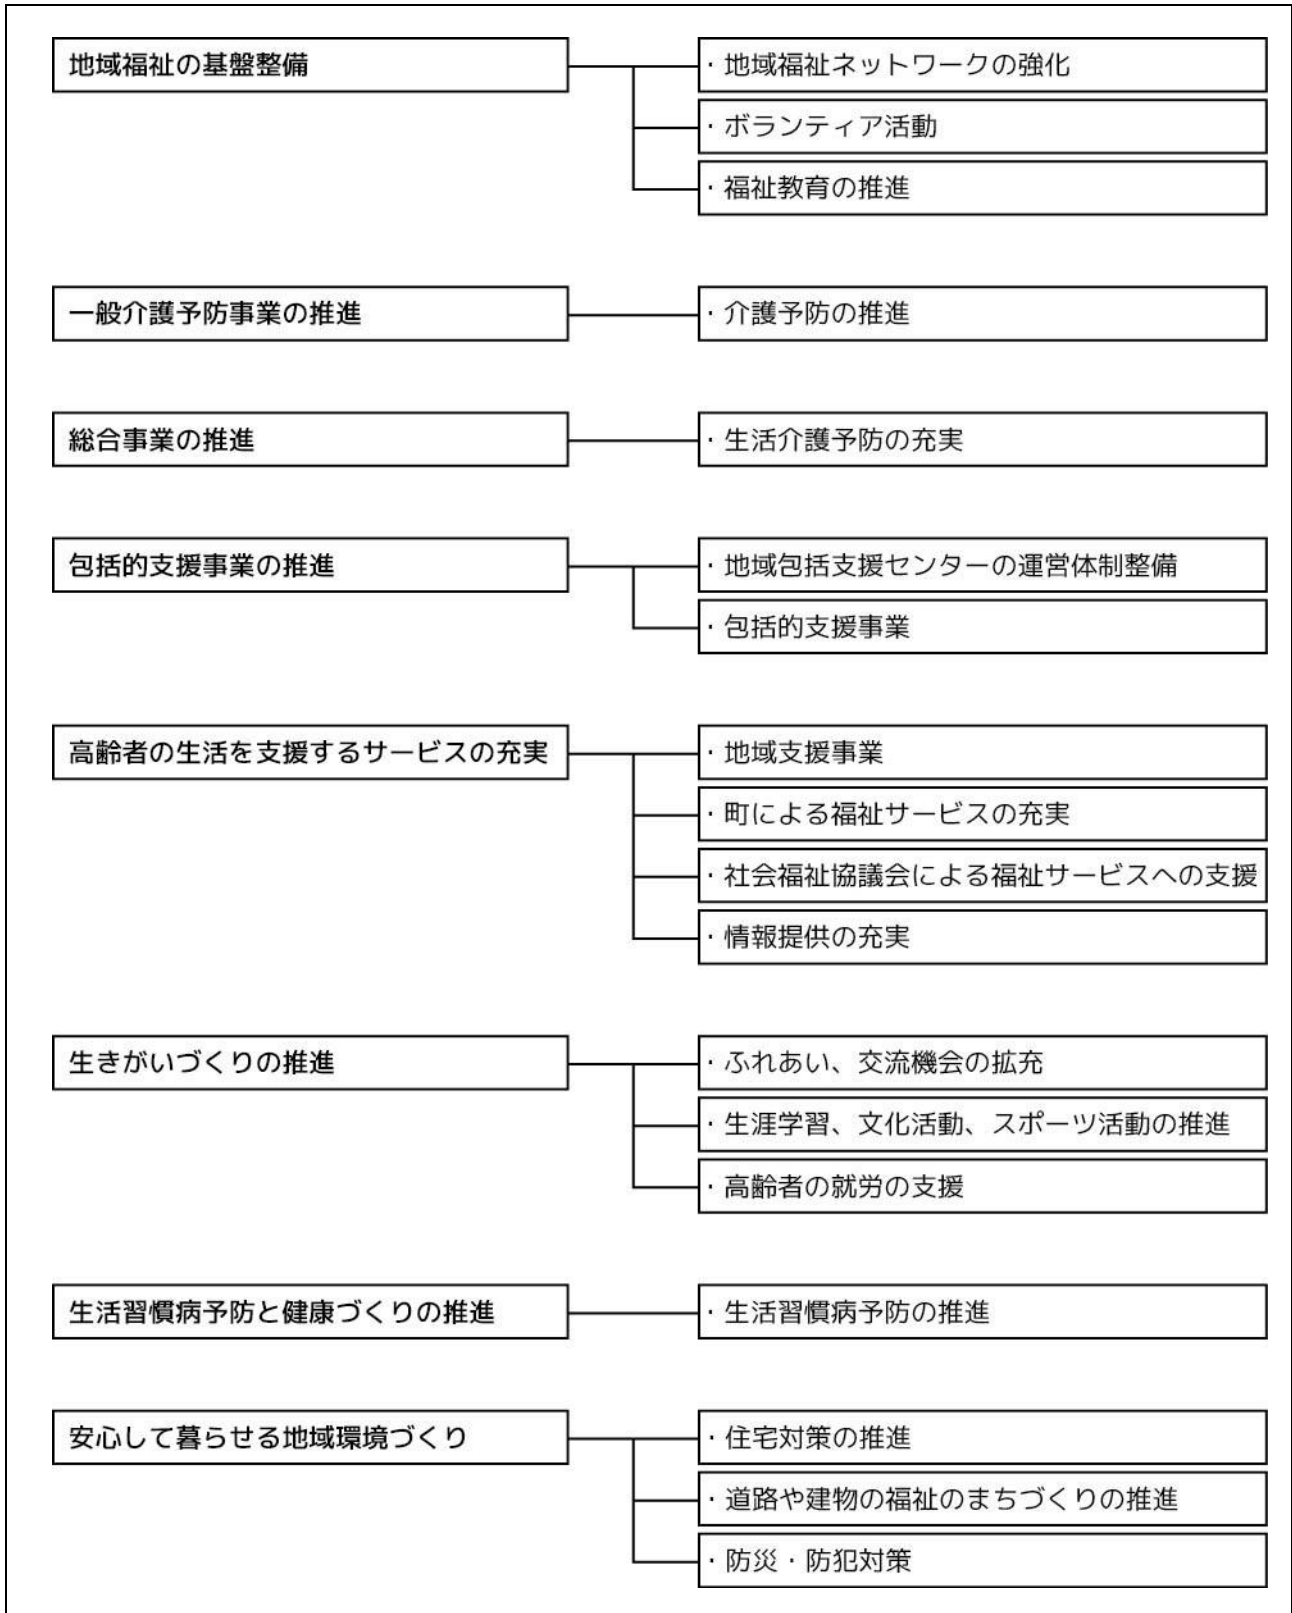 地域福祉の基盤整備
・地域福祉ネットワークの強化
・ボランティア活動
・福祉教育の推進
一般介護予防事業の推進
・介護予防の推進
総合事業の推進
・生活介護予防の充実
包括的支援事業の推進
・地域包括支援センターの運営体制整備
・包括的支援事業
高齢者の生活を支援するサービスの充実
・地域支援事業
・町による福祉サービスの充実
・社会福祉協議会による福祉サービスへの支援
・情報提供の充実
生きがいづくりの推進
・ふれあい、交流機会の拡充
・生涯学習、文化活動、スポーツ活動の推進
・高齢者の就労の支援
生活習慣病予防と健康づくりの推進
・生活習慣病予防の推進
安心して暮らせる地域環境づくり
・住宅対策の推進
・道路や建物の福祉のまちづくりの推進
・防災・防犯対策